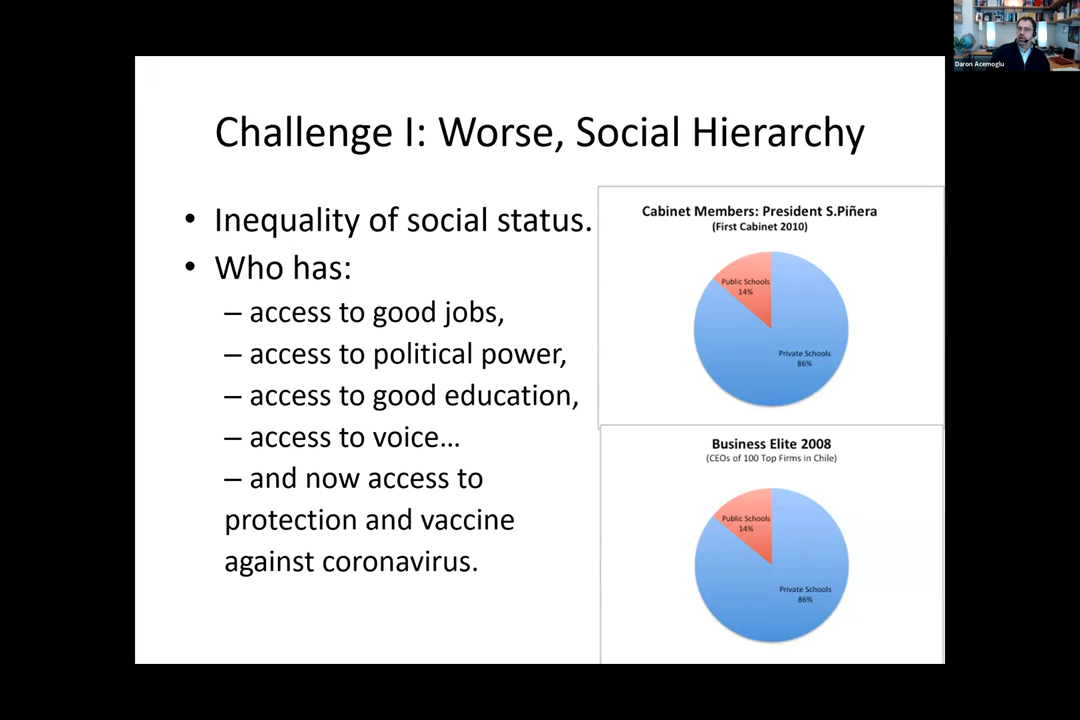 Daron Acemoglu
Challenge I: Worse, Social Hierarchy
• Inequality of social status.
• Who has:
– access to good jobs,
– access to political power,
– access to good education,
– access to voice…
– and now access to
protection and vaccine
against coronavirus.
Cabinet Members: President S.Piñera
(First Cabinet 2010)
Public Schools
14%
Private Schools
86%
Business Elite 2008
(CEOs of 100 Top Firms in Chile)
Public Schools
14%
Private Schools
86%